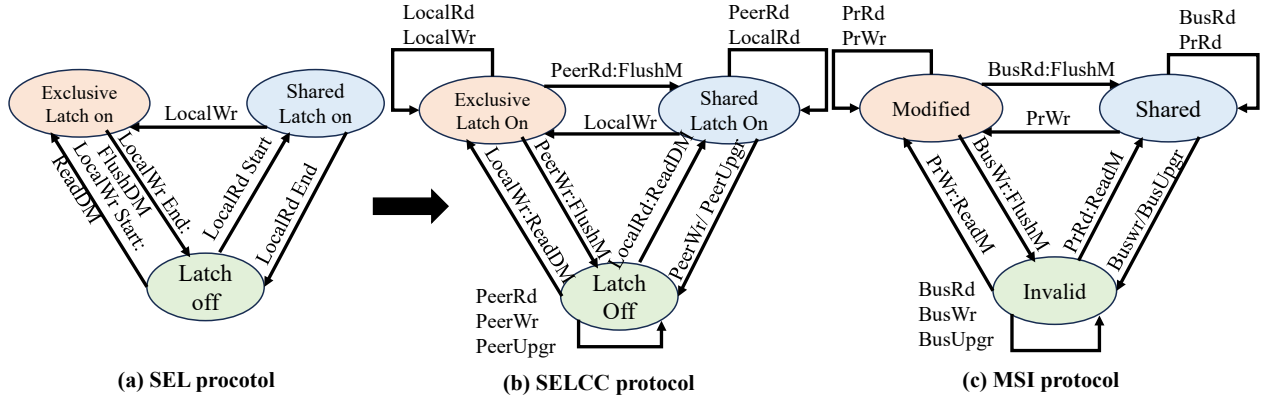 Exclusive
Latch on
Shared
Latch on
LocalWr
LocalWr End:
FlushDM
LocalWr Start:
ReadDM
LocalRd Start
LocalRd End
Latch
off
(a) SEL procotol
LocalRd
LocalWr
PeerRd
LocalRd
PeerRd:FlushM
Exclusive
Latch On
Shared
Latch On
LocalWr
PeerWr:FlushM
LocalWr:ReadDM
LocalRd:ReadDM
PeerWr/ PeerUpgr
Latch
Off
PeerRd
PeerWr
PeerUpgr
(b) SELCC protocol
PrRd
PrWr
BusRd
PrRd
BusRd:FlushM
Modified
Shared
PrWr
BusWr:FlushM
PrWr:ReadM
PrRd:ReadM
Buswr/BusUpgr
Invalid
BusRd
BusWr
BusUpgr
(c) MSI protocol